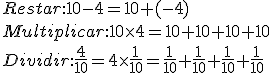 Restar:10-4=10+(-4)
Multiplicar:10×4=10+10+10+10
Dividir:4/10=4×1/10=1/10+1/10+1/10+1/10